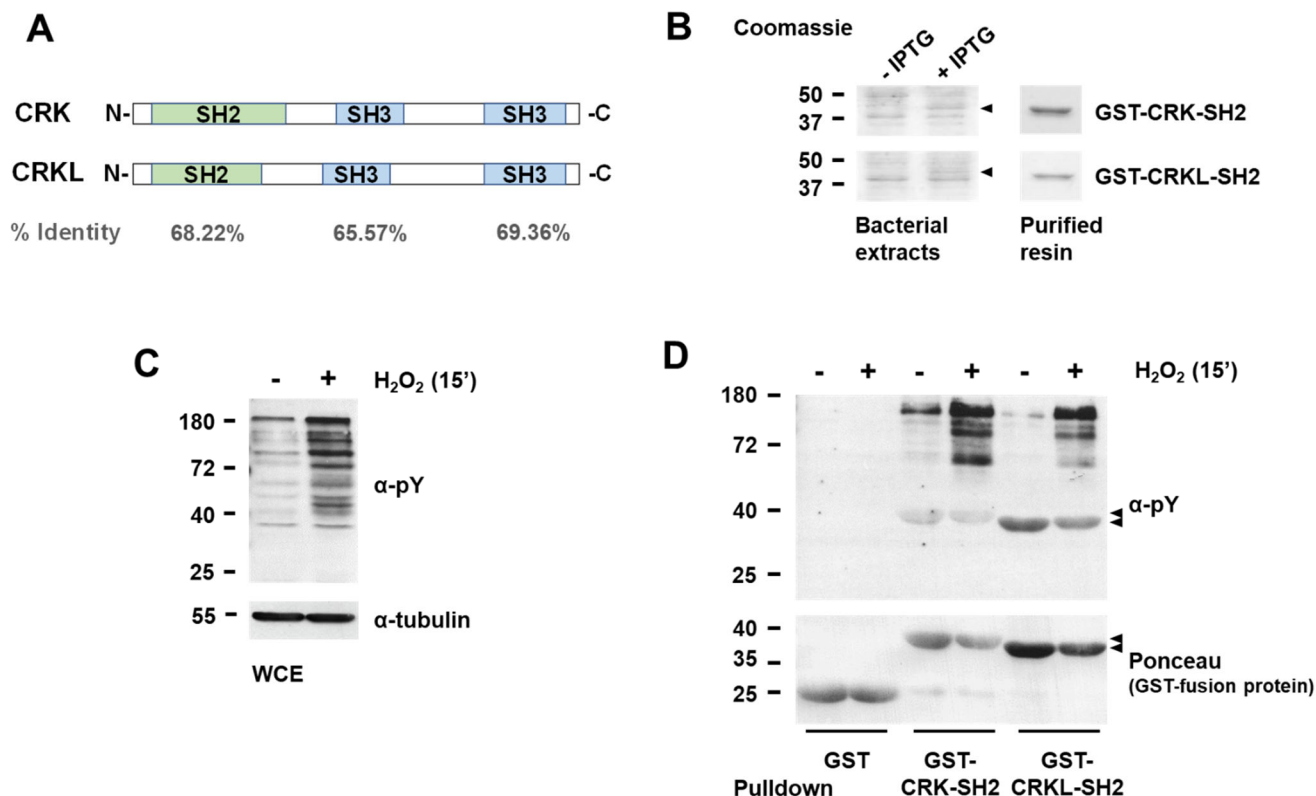 A
CRK N- SH2 SH3 SH3 -C
CRKL N- SH2 SH3 SH3 -C
% Identity 68.22% 65.57% 69.36%
B
Coomassie
- IPTG + IPTG
50
37
GST-CRK-SH2
50
37
GST-CRKL-SH2
Bacterial extracts
Purified resin
C
- + H₂O₂ (15')
180
72
40
25
α-pY
55
α-tubulin
WCE
D
- + - + - + H₂O₂ (15')
180
72
40
25
α-pY
40
35
25
Ponceau
(GST-fusion protein)
Pulldown
GST
GST-
CRK-SH2
GST-
CRKL-SH2